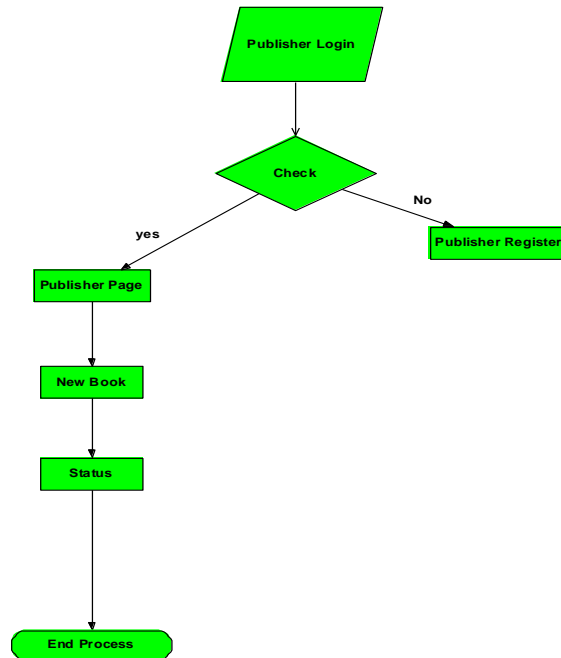 Publisher Login
Check
No
yes
Publisher Register
Publisher Page
New Book
Status
End Process